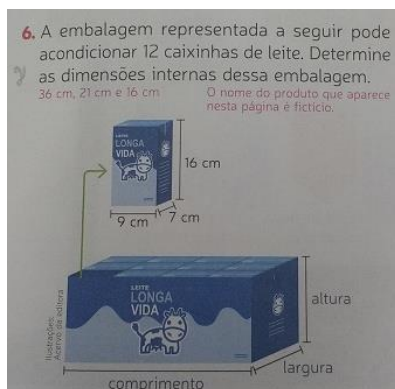 6. A embalagem representada a seguir pode
acondicionar 12 caixinhas de leite. Determine
as dimensões internas dessa embalagem.
36 cm, 21 cm e 16 cm
O nome do produto que aparece
nesta página é fictício.
LEITE
LONGA
VIDA
16 cm
9 cm
7 cm
LEITE
LONGA
VIDA
altura
largura
comprimento
Ilustrações:
Acervo da editora